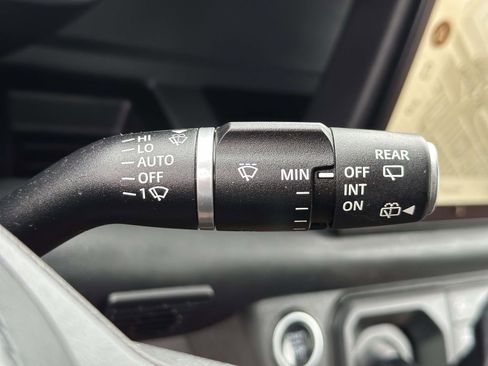 HI
LO
AUTO
OFF
1
MIN
REAR
OFF
INT
ON